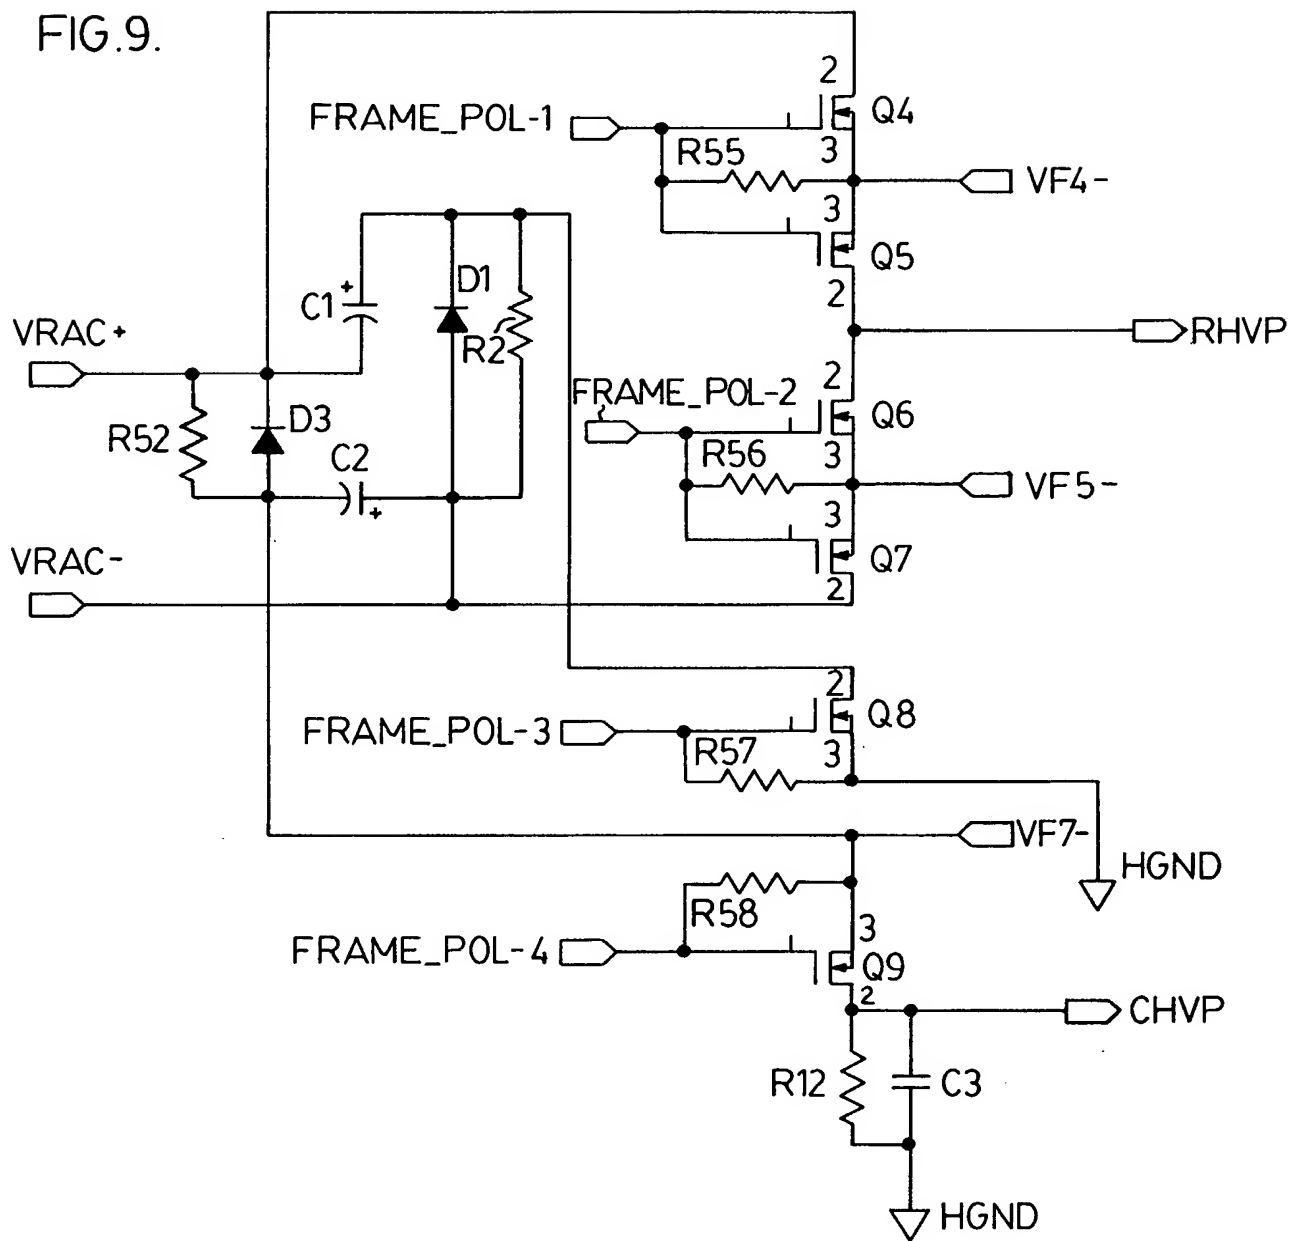 FIG.9.
2
Q4
FRAME_POL-1
3
R55
VF4-
3
Q5
D1
2
C1
+
R2
VRAC+
RHVP
2
FRAME_POL-2
Q6
D3
R52
C2
+
R56
3
VF5-
3
VRAC-
Q7
2
2
Q8
FRAME_POL-3
R57
3
VF7-
HGND
R58
3
FRAME_POL-4
Q9
2
CHVP
R12
C3
HGND